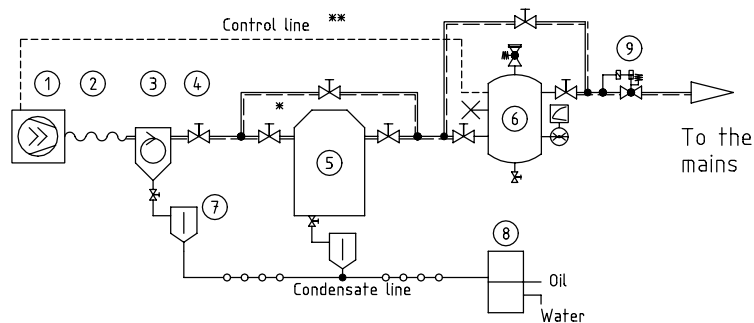 Control line **
1
2
3
4
*
5
6
7
8
9
To the
mains
Condensate line
Oil
Water